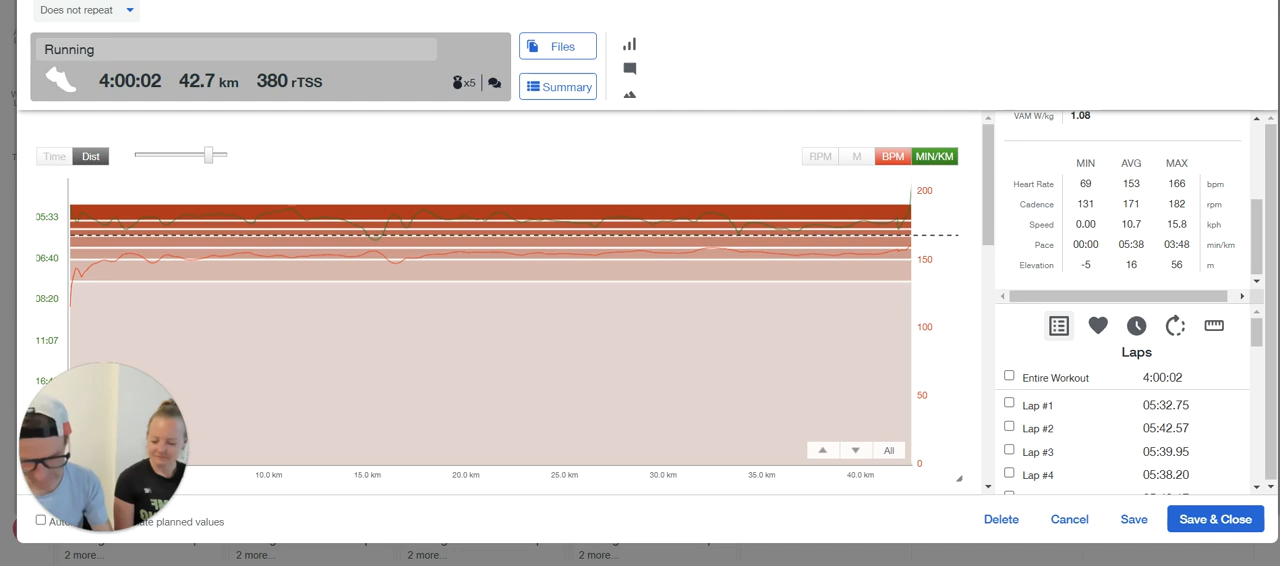 Does not repeat
Running
Files
4:00:02 42.7 km 380 rTSS
x5
Summary
VAM W/kg 1.08
Time Dist
RPM M BPM MIN/KM
MIN AVG MAX
Heart Rate 69 153 166 bpm
Cadence 131 171 182 rpm
Speed 0.00 10.7 15.8 kph
Pace 00:00 05:38 03:48 min/km
Elevation -5 16 56 m
05:33
06:40
08:20
11:07
200
150
100
50
0
All
10.0 km 15.0 km 20.0 km 25.0 km 30.0 km 35.0 km 40.0 km
Laps
Entire Workout 4:00:02
Lap #1 05:32.75
Lap #2 05:42.57
Lap #3 05:39.95
Lap #4 05:38.20
planned values
Delete Cancel Save Save & Close
2 more... 2 more... 2 more... 2 more...